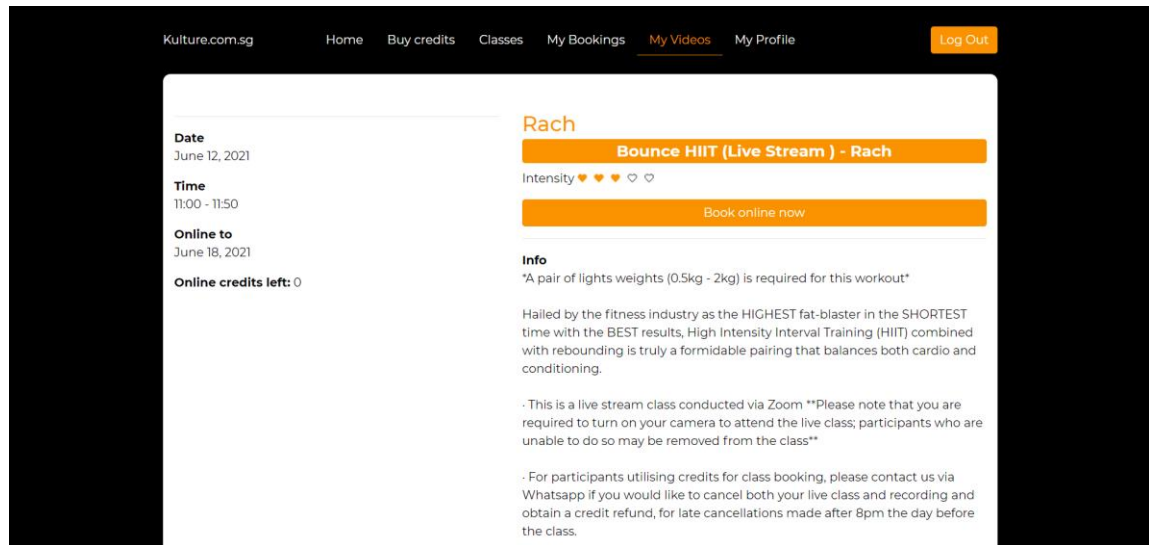 Kulture.com.sg Home Buy credits Classes My Bookings My Videos My Profile Log Out
Date
June 12, 2021
Time
11:00 - 11:50
Online to
June 18, 2021
Online credits left: 0
Rach
Bounce HIIT (Live Stream ) - Rach
Intensity
Book online now
Info
*A pair of lights weights (0.5kg - 2kg) is required for this workout*
Hailed by the fitness industry as the HIGHEST fat-blaster in the SHORTEST
time with the BEST results, High Intensity Interval Training (HIIT) combined
with rebounding is truly a formidable pairing that balances both cardio and
conditioning.
· This is a live stream class conducted via Zoom **Please note that you are
required to turn on your camera to attend the live class; participants who are
unable to do so may be removed from the class**
· For participants utilising credits for class booking, please contact us via
Whatsapp if you would like to cancel both your live class and recording and
obtain a credit refund, for late cancellations made after 8pm the day before
the class.